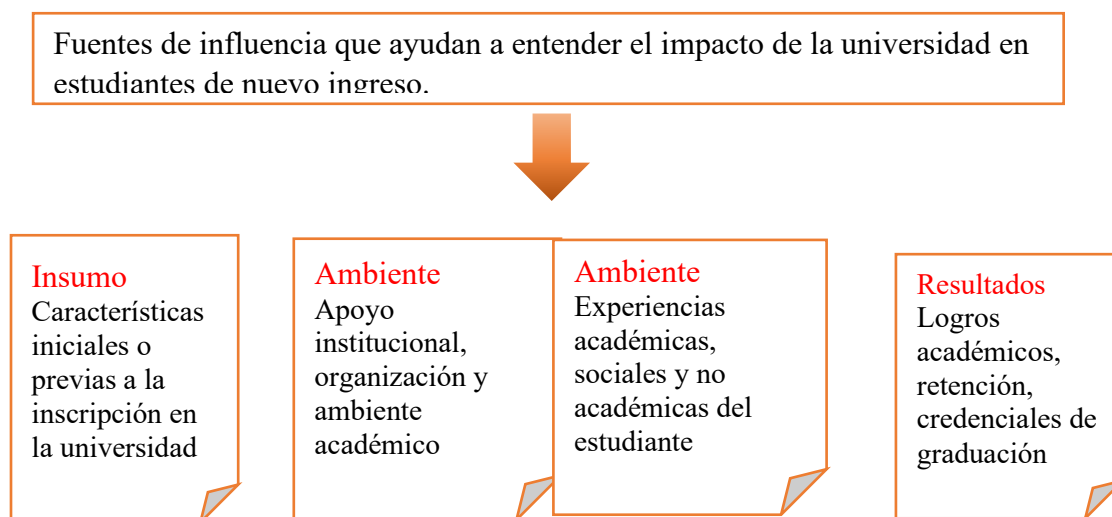 Fuentes de influencia que ayudan a entender el impacto de la universidad en
estudiantes de nuevo ingreso.
Insumo
Características
iniciales o
previas a la
inscripción en
la universidad
Ambiente
Apoyo
institucional,
organización y
ambiente
académico
Ambiente
Experiencias
académicas,
sociales y no
académicas del
estudiante
Resultados
Logros
académicos,
retención,
credenciales de
graduación